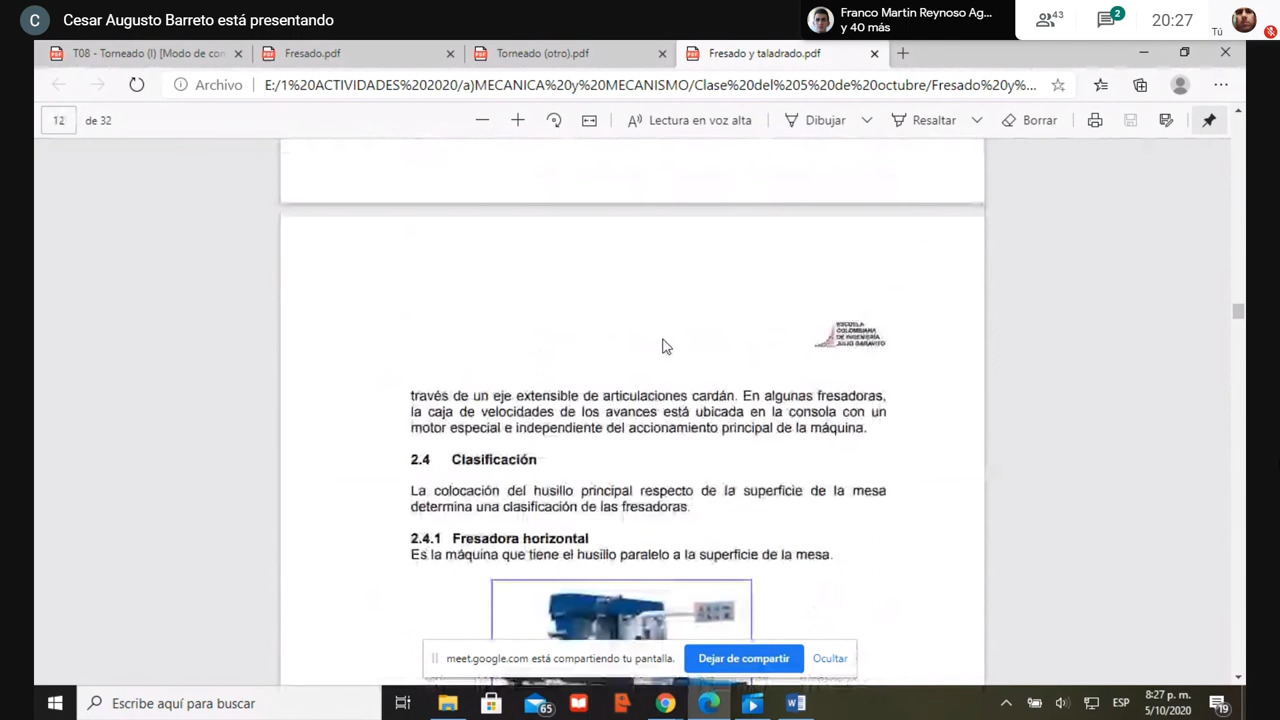 C Cesar Augusto Barreto está presentando
Franco Martin Reynoso Ag...
y 40 más
43
2
20:27
Tú
T08 - Torneado (I) [Modo de con
Fresado.pdf
Torneado (otro).pdf
Fresado y taladrado.pdf
Archivo
E:/1%20ACTIVIDADES%202020/a)MECANICA%20y%20MECANISMO/Clase%20del%205%20de%20octubre/Fresado%20y%...
12 de 32
Lectura en voz alta
Dibujar
Resaltar
Borrar
ESCUELA
COLOMBIANA
DE INGENIERÍA
JULIO GARAVITO
través de un eje extensible de articulaciones cardán. En algunas fresadoras,
la caja de velocidades de los avances está ubicada en la consola con un
motor especial e independiente del accionamiento principal de la máquina.
2.4 Clasificación
La colocación del husillo principal respecto de la superficie de la mesa
determina una clasificación de las fresadoras.
2.4.1 Fresadora horizontal
Es la máquina que tiene el husillo paralelo a la superficie de la mesa.
meet.google.com está compartiendo tu pantalla.
Dejar de compartir
Ocultar
Escribe aquí para buscar
65
ESP
8:27 p. m.
5/10/2020
19